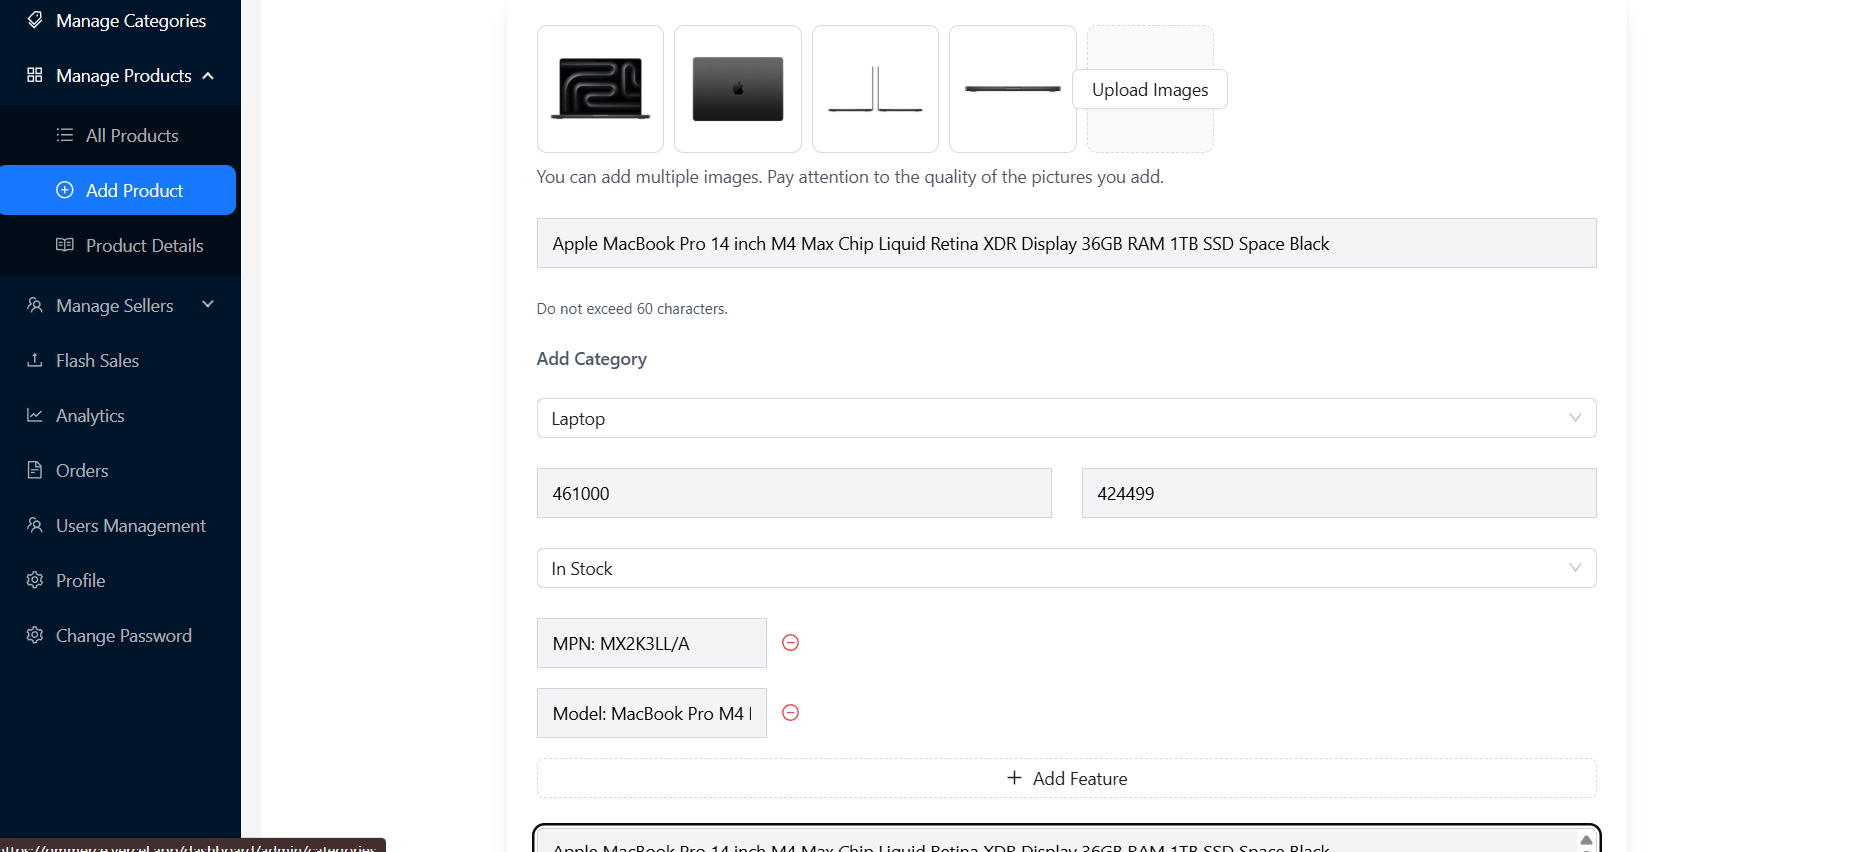 Manage Categories
Manage Products
All Products
Add Product
Product Details
Manage Sellers
Flash Sales
Analytics
Orders
Users Management
Profile
Change Password
Upload Images
You can add multiple images. Pay attention to the quality of the pictures you add.
Apple MacBook Pro 14 inch M4 Max Chip Liquid Retina XDR Display 36GB RAM 1TB SSD Space Black
Do not exceed 60 characters.
Add Category
Laptop
461000
424499
In Stock
MPN: MX2K3LL/A
Model: MacBook Pro M4
Add Feature
Apple MacBook Pro 14 inch M4 Max Chip Liquid Retina XDR Display 36GB RAM 1TB SSD Space Black